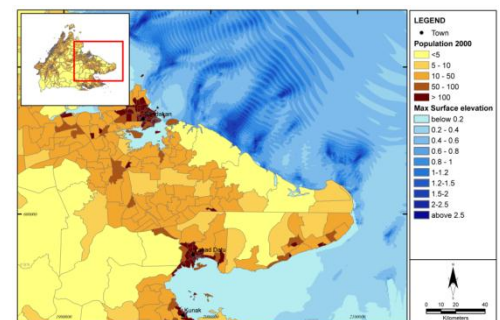 LEGEND
Town
Population 2000
<5
5 - 10
10 - 50
50 - 100
> 100
Max Surface elevation
below 0.2
0.2 - 0.4
0.4 - 0.6
0.6 - 0.8
0.8 - 1
1-1.2
1.2-1.5
1.5-2
2-2.5
above 2.5
Kunak
0 10 20 40
Kilometers